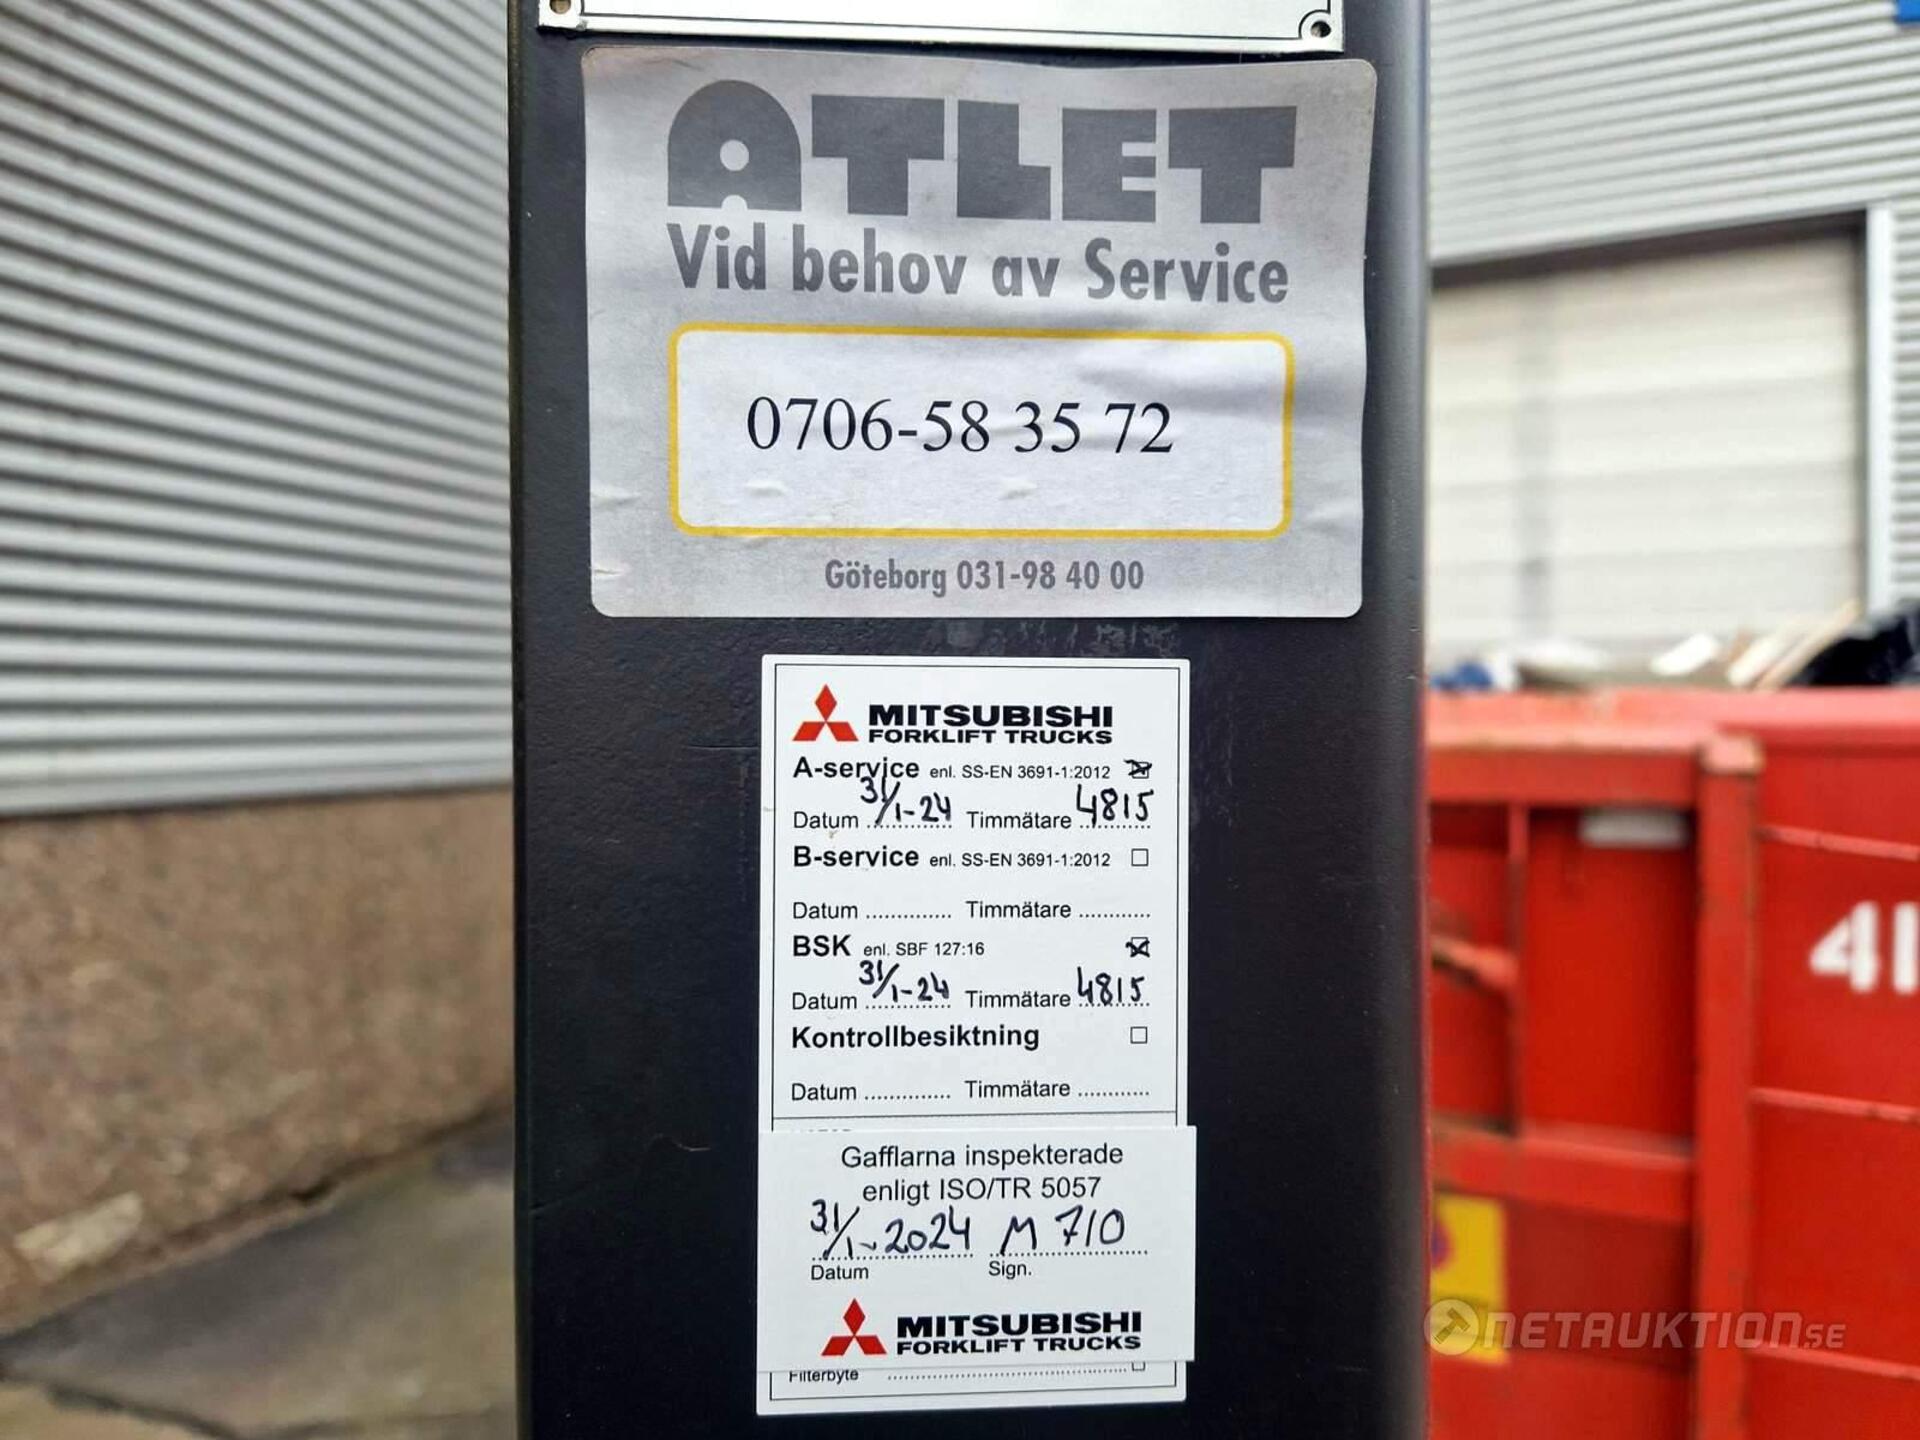 ATLET
Vid behov av Service
0706-58 35 72
Göteborg 031-98 40 00
MITSUBISHI
FORKLIFT TRUCKS
A-service enl. SS-EN 3691-1:2012
Datum 31/1-24 Timmätare 4815
B-service enl. SS-EN 3691-1:2012
Datum .............. Timmätare ............
BSK enl. SBF 127:16
Datum 31/1-24 Timmätare 4815
Kontrollbesiktning
Datum .............. Timmätare ............
Gafflarna inspekterade
enligt ISO/TR 5057
31/1-2024 M 710
Datum Sign.
MITSUBISHI
FORKLIFT TRUCKS
Filterbyte
41
NETAUKTION.SE